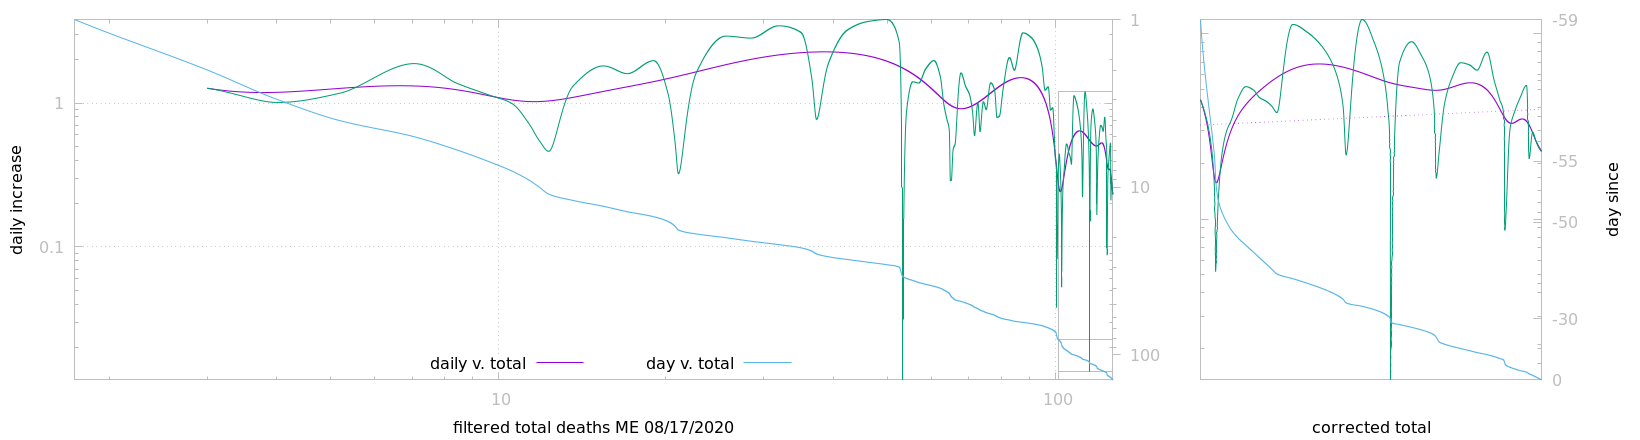 daily increase
1
0.1
daily v. total
day v. total
10
100
filtered total deaths ME 08/17/2020
1
10
100
-59
-55
-50
-30
0
day since
corrected total